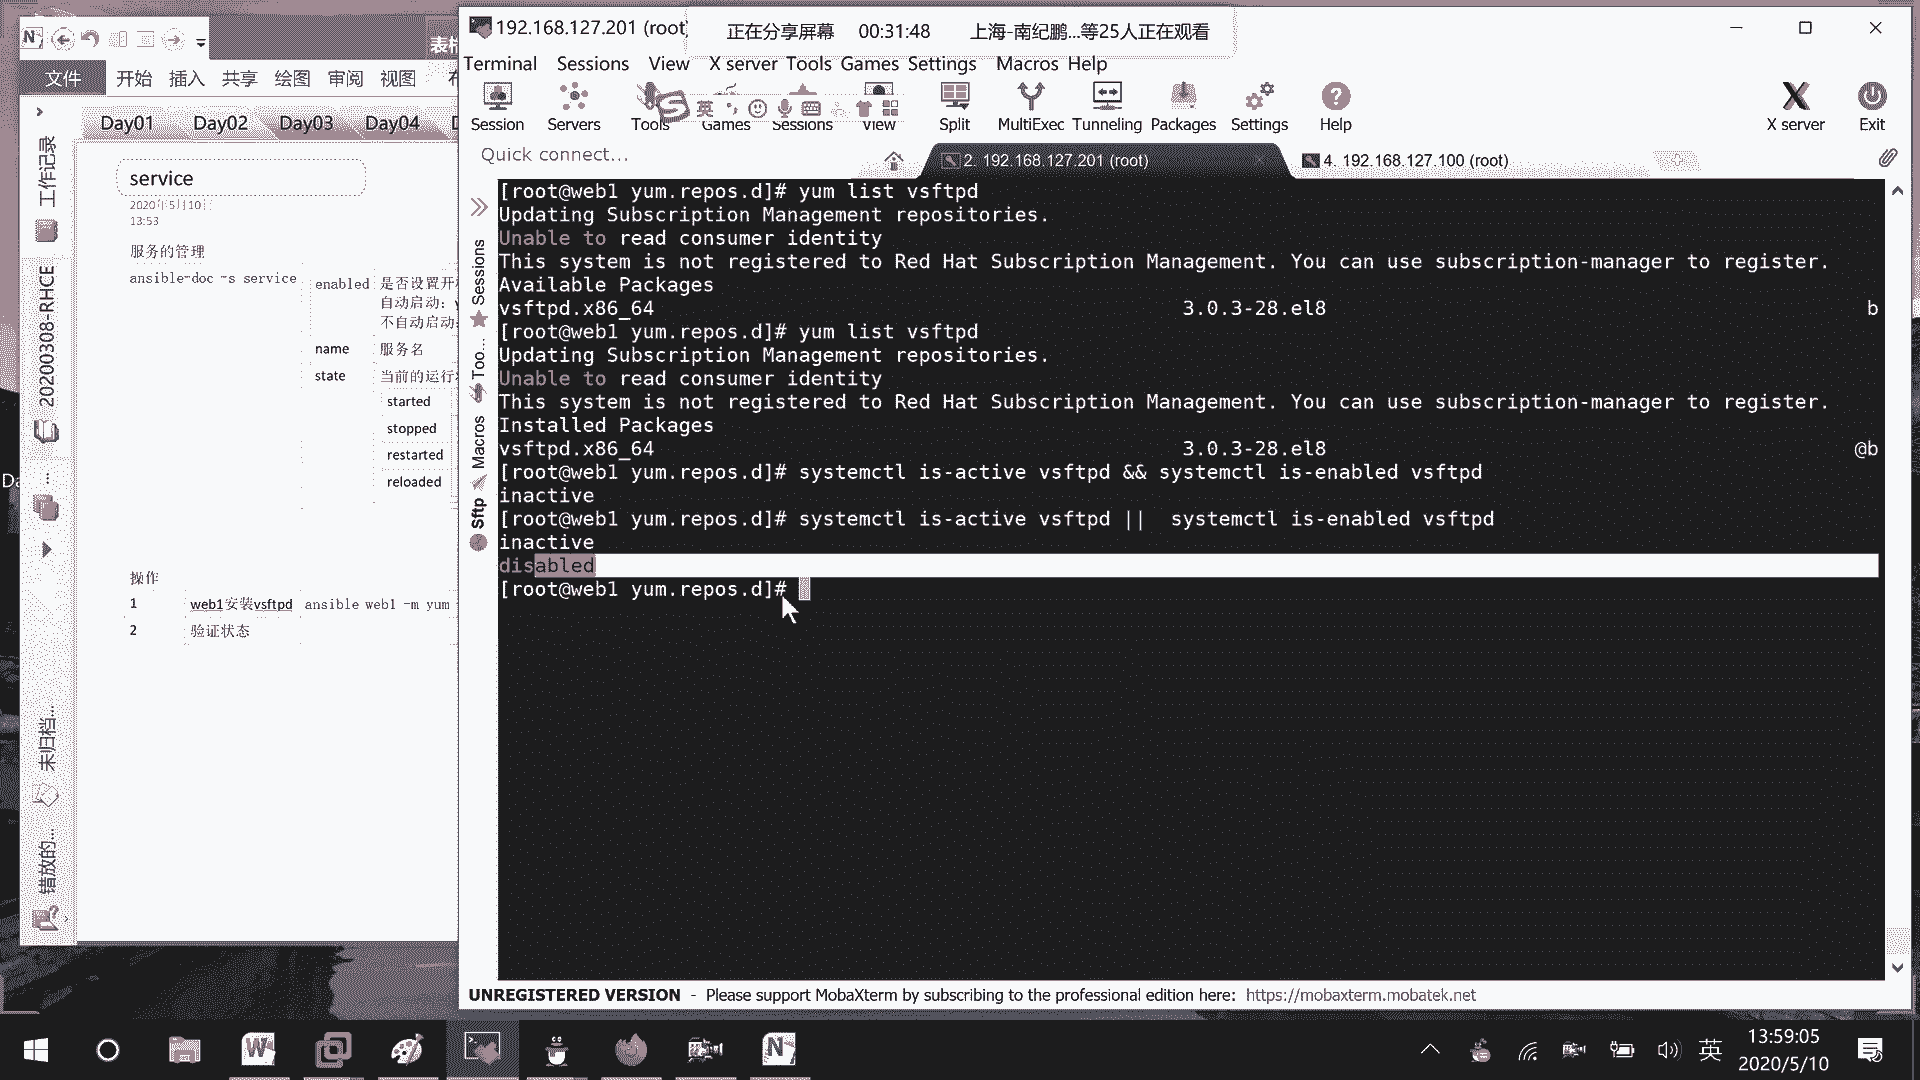 192.168.127.201 (root
正在分享屏幕 00:31:48 上海-南纪鹏...等25人正在观看
Terminal Sessions View X server Tools Games Settings Macros Help
Session Servers Tools Games Sessions View Split MultiExec Tunneling Packages Settings Help X server Exit
英
Quick connect...
2. 192.168.127.201 (root)
4. 192.168.127.100 (root)
Sessions
Too...
Macros
Sftp
[root@web1 yum.repos.d]# yum list vsftpd
Updating Subscription Management repositories.
Unable to read consumer identity
This system is not registered to Red Hat Subscription Management. You can use subscription-manager to register.
Available Packages
vsftpd.x86_64 3.0.3-28.el8 b
[root@web1 yum.repos.d]# yum list vsftpd
Updating Subscription Management repositories.
Unable to read consumer identity
This system is not registered to Red Hat Subscription Management. You can use subscription-manager to register.
Installed Packages
vsftpd.x86_64 3.0.3-28.el8 @b
[root@web1 yum.repos.d]# systemctl is-active vsftpd && systemctl is-enabled vsftpd
inactive
[root@web1 yum.repos.d]# systemctl is-active vsftpd ||  systemctl is-enabled vsftpd
inactive
disabled
[root@web1 yum.repos.d]#
UNREGISTERED VERSION - Please support MobaXterm by subscribing to the professional edition here: https://mobaxterm.mobatek.net
文件 开始 插入 共享 绘图 审阅 视图
Day01 Day02 Day03 Day04
工作记录
20200308-RHCE
未归档...
错放的...
service
2020年5月10日
13:53
服务的管理
ansible-doc -s service
enabled 是否设置开
自动启动:
不自动启动:
name 服务名
state 当前的运行
started
stopped
restarted
reloaded
操作
1 web1安装vsftpd ansible web1 -m yum
2 验证状态
英
13:59:05
2020/5/10